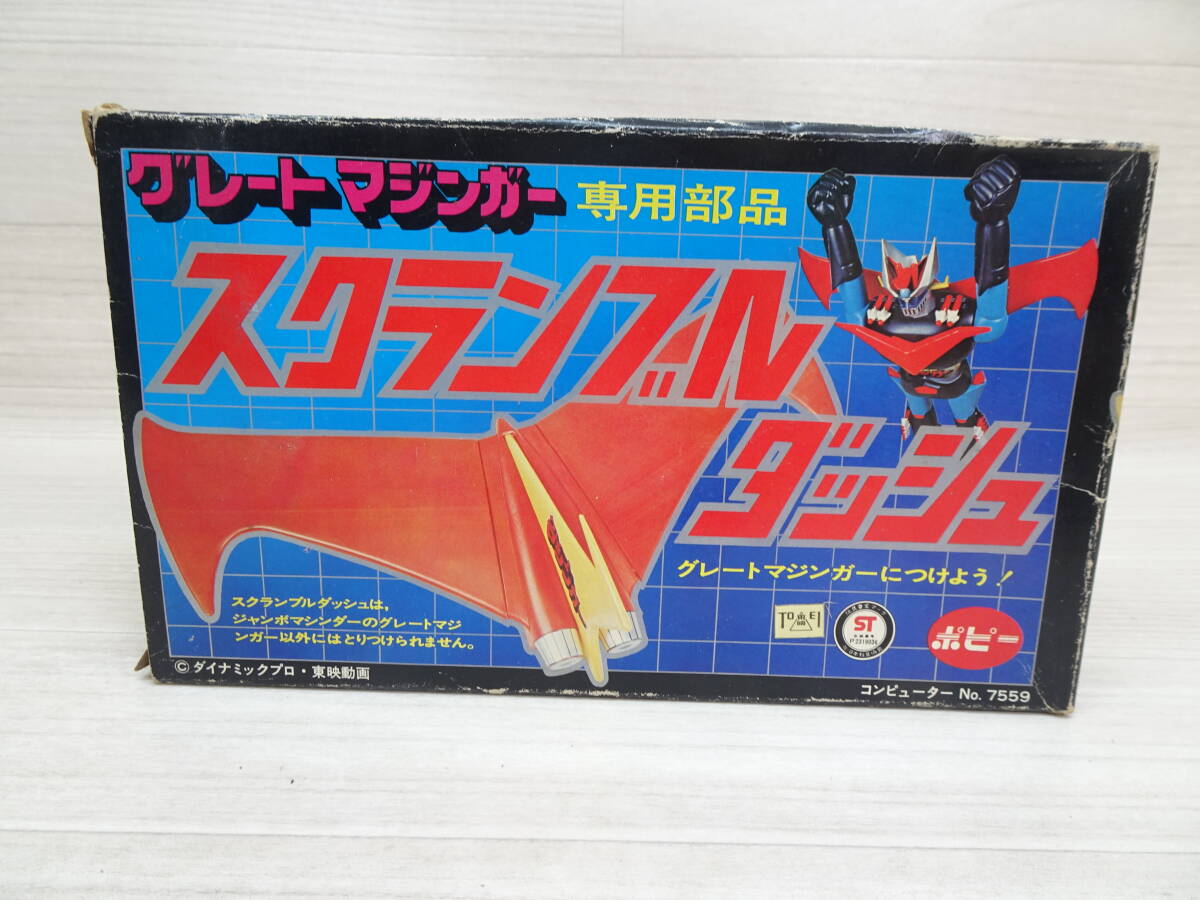 グレートマジンガー 専用部品
スクランブル
ダッシュ
グレートマジンガーにつけよう!
スクランブルダッシュは,
ジャンボマシンダーのグレートマジ
ンガー以外にはとりつけられません。
TOEI
東映
ST
ポピー
© ダイナミックプロ・東映動画
コンピューター No. 7559